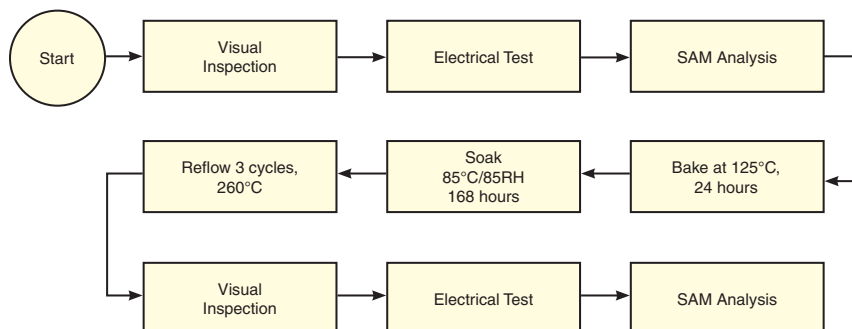 Start
Visual
Inspection
Electrical Test
SAM Analysis
Bake at 125°C,
24 hours
Soak
85°C/85RH
168 hours
Reflow 3 cycles,
260°C
Visual
Inspection
Electrical Test
SAM Analysis